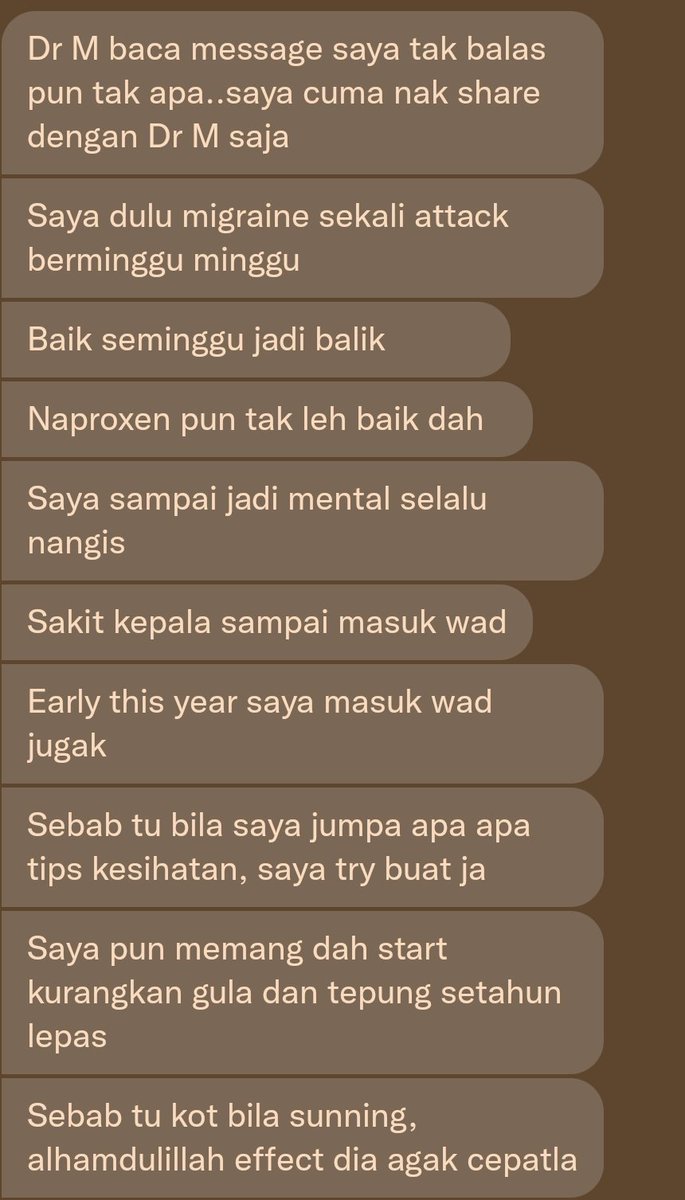 Dr M baca message saya tak balas
pun tak apa..saya cuma nak share
dengan Dr M saja
Saya dulu migraine sekali attack
berminggu minggu
Baik seminggu jadi balik
Naproxen pun tak leh baik dah
Saya sampai jadi mental selalu
nangis
Sakit kepala sampai masuk wad
Early this year saya masuk wad
jugak
Sebab tu bila saya jumpa apa apa
tips kesihatan, saya try buat ja
Saya pun memang dah start
kurangkan gula dan tepung setahun
lepas
Sebab tu kot bila sunning,
alhamdulillah effect dia agak cepatla